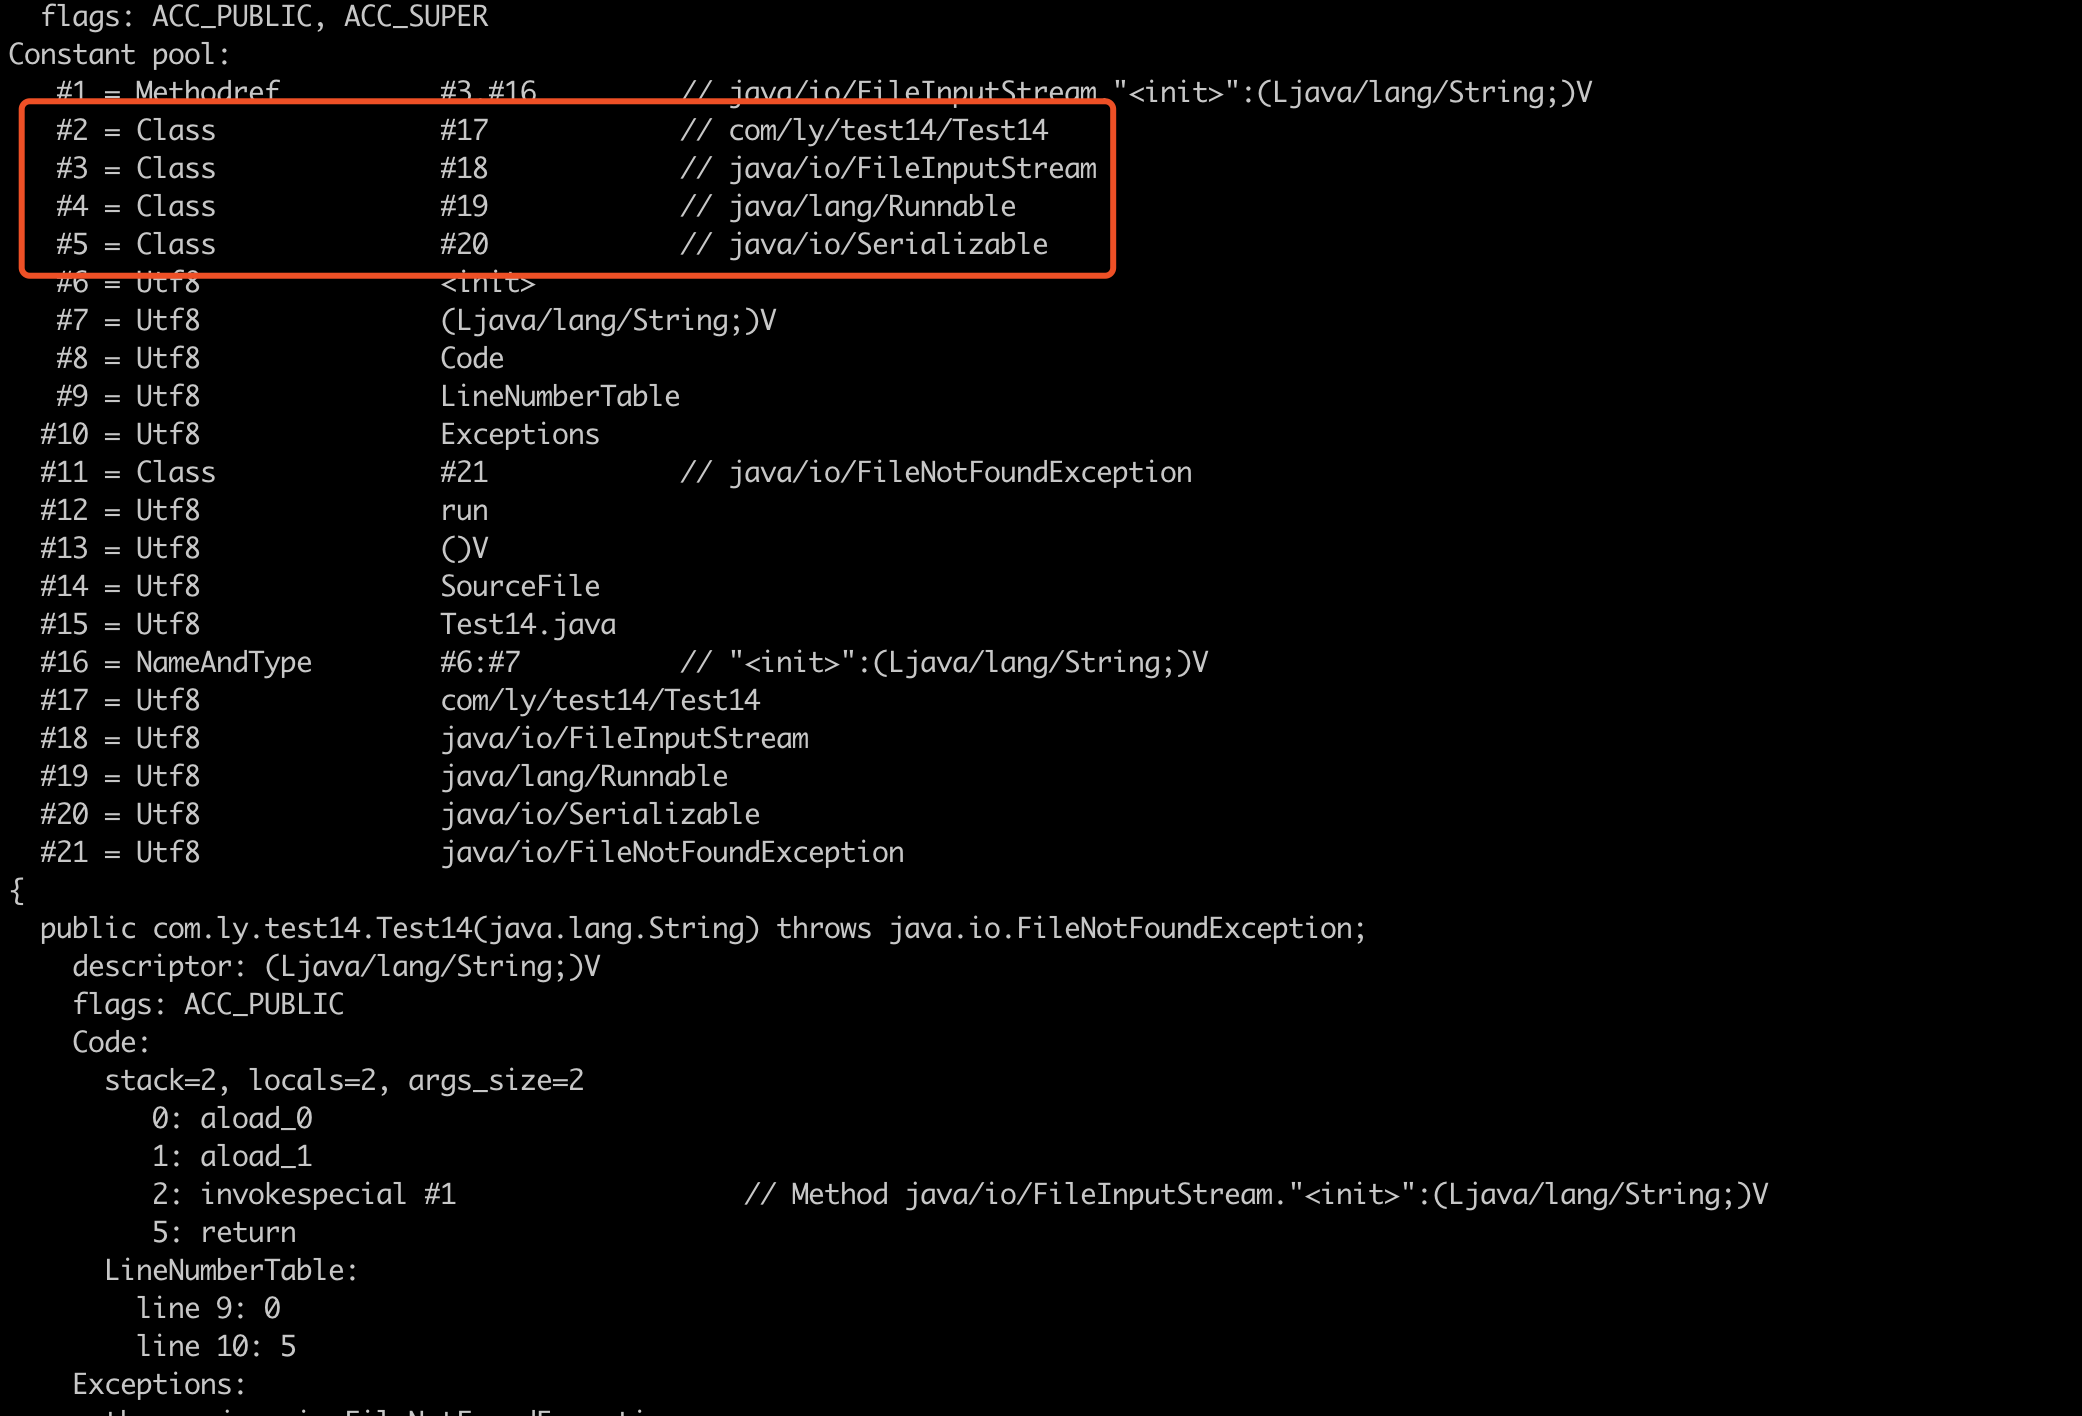 flags: ACC_PUBLIC, ACC_SUPER
Constant pool:
#1 = Methodref #3.#16 // java/io/FileInputStream."<init>":(Ljava/lang/String;)V
#2 = Class #17 // com/ly/test14/Test14
#3 = Class #18 // java/io/FileInputStream
#4 = Class #19 // java/lang/Runnable
#5 = Class #20 // java/io/Serializable
#6 = Utf8 <init>
#7 = Utf8 (Ljava/lang/String;)V
#8 = Utf8 Code
#9 = Utf8 LineNumberTable
#10 = Utf8 Exceptions
#11 = Class #21 // java/io/FileNotFoundException
#12 = Utf8 run
#13 = Utf8 ()V
#14 = Utf8 SourceFile
#15 = Utf8 Test14.java
#16 = NameAndType #6:#7 // "<init>":(Ljava/lang/String;)V
#17 = Utf8 com/ly/test14/Test14
#18 = Utf8 java/io/FileInputStream
#19 = Utf8 java/lang/Runnable
#20 = Utf8 java/io/Serializable
#21 = Utf8 java/io/FileNotFoundException
{
public com.ly.test14.Test14(java.lang.String) throws java.io.FileNotFoundException;
descriptor: (Ljava/lang/String;)V
flags: ACC_PUBLIC
Code:
stack=2, locals=2, args_size=2
0: aload_0
1: aload_1
2: invokespecial #1 // Method java/io/FileInputStream."<init>":(Ljava/lang/String;)V
5: return
LineNumberTable:
line 9: 0
line 10: 5
Exceptions: